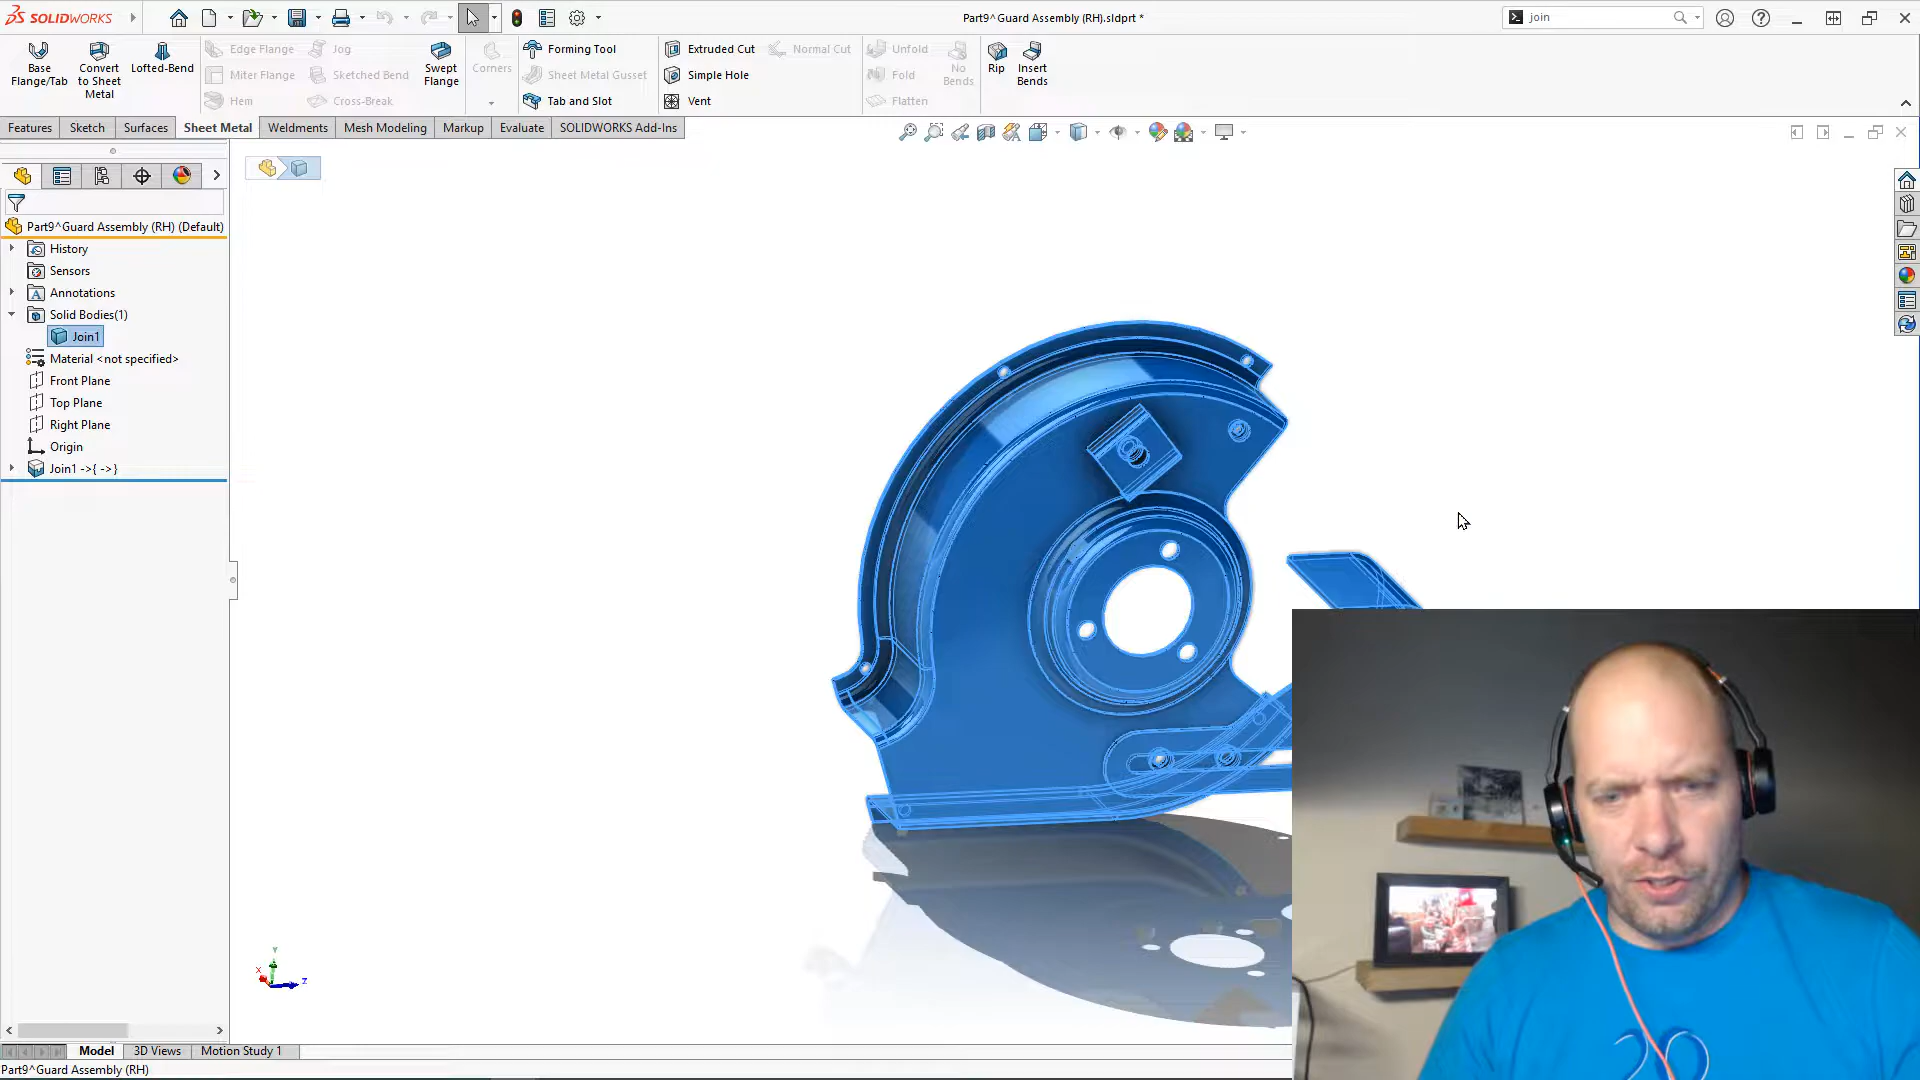 SOLIDWORKS
Part9^Guard Assembly (RH).sldprt *
join
Base Flange/Tab
Convert to Sheet Metal
Lofted-Bend
Edge Flange
Miter Flange
Hem
Jog
Sketched Bend
Cross-Break
Swept Flange
Corners
Forming Tool
Sheet Metal Gusset
Tab and Slot
Extruded Cut
Simple Hole
Vent
Normal Cut
Unfold
Fold
Flatten
No Bends
Rip
Insert Bends
Features
Sketch
Surfaces
Sheet Metal
Weldments
Mesh Modeling
Markup
Evaluate
SOLIDWORKS Add-Ins
Part9^Guard Assembly (RH) (Default)
History
Sensors
Annotations
Solid Bodies(1)
Join1
Material <not specified>
Front Plane
Top Plane
Right Plane
Origin
Join1 ->{ ->}
Y
X
Z
Model
3D Views
Motion Study 1
Part9^Guard Assembly (RH)
20